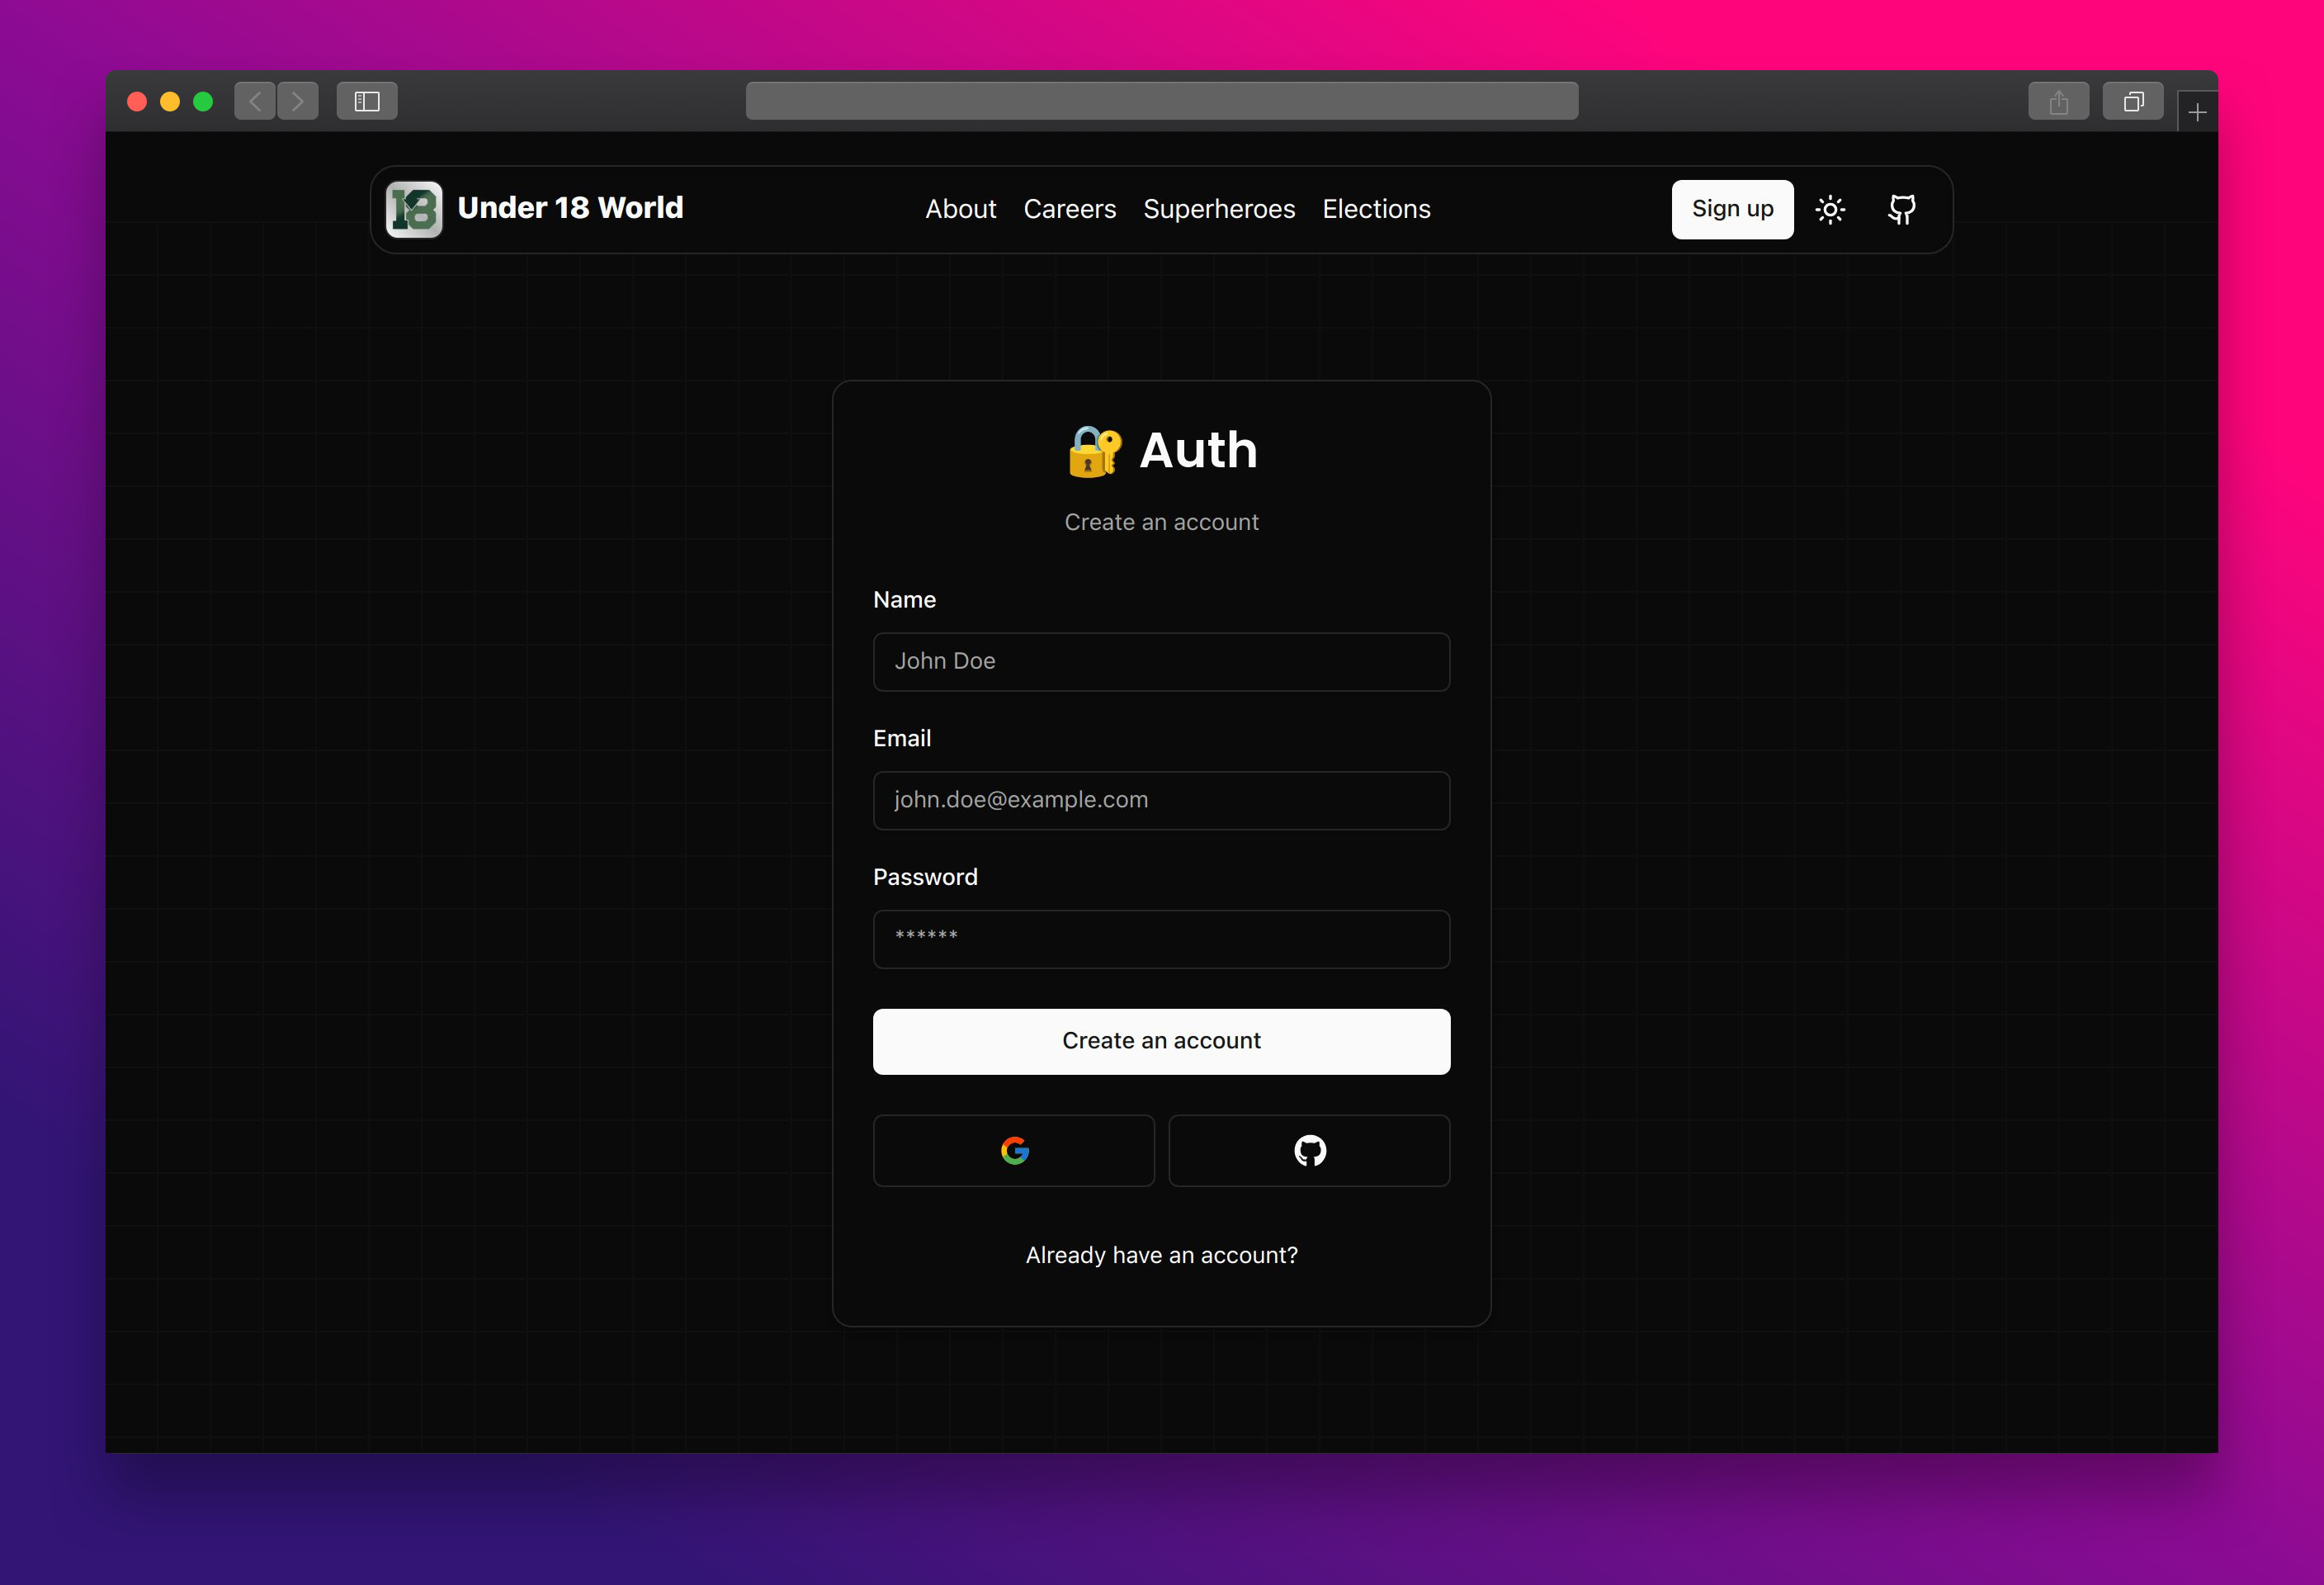 18 Under 18 World
About Careers Superheroes Elections
Sign up
🔐 Auth
Create an account
Name
John Doe
Email
john.doe@example.com
Password
******
Create an account
Already have an account?